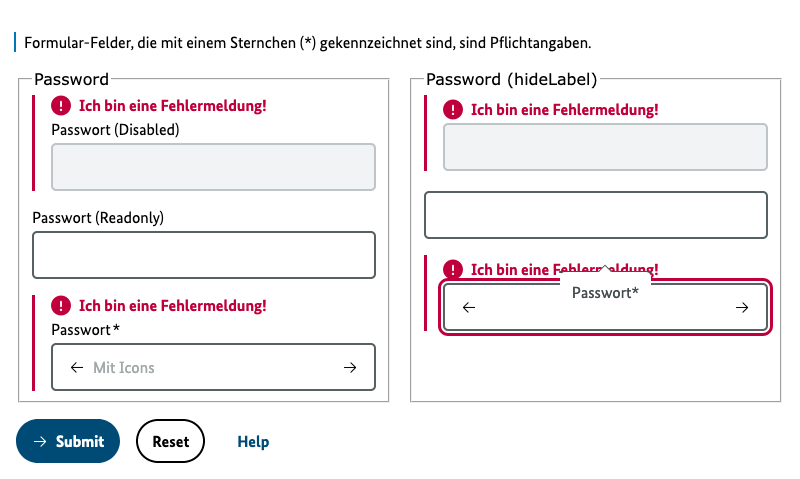 Formular-Felder, die mit einem Sternchen (*) gekennzeichnet sind, sind Pflichtangaben.
Password
Ich bin eine Fehlermeldung!
Passwort (Disabled)
Passwort (Readonly)
Ich bin eine Fehlermeldung!
Passwort*
Mit Icons
Password (hideLabel)
Ich bin eine Fehlermeldung!
Ich bin eine Fehlermeldung!
Passwort*
Submit
Reset
Help